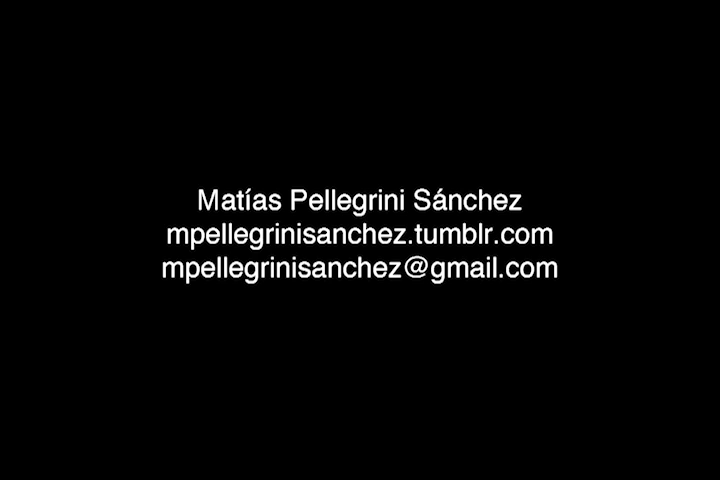 Matías Pellegrini Sánchez
mpellegrinisanchez.tumblr.com
mpellegrinisanchez@gmail.com